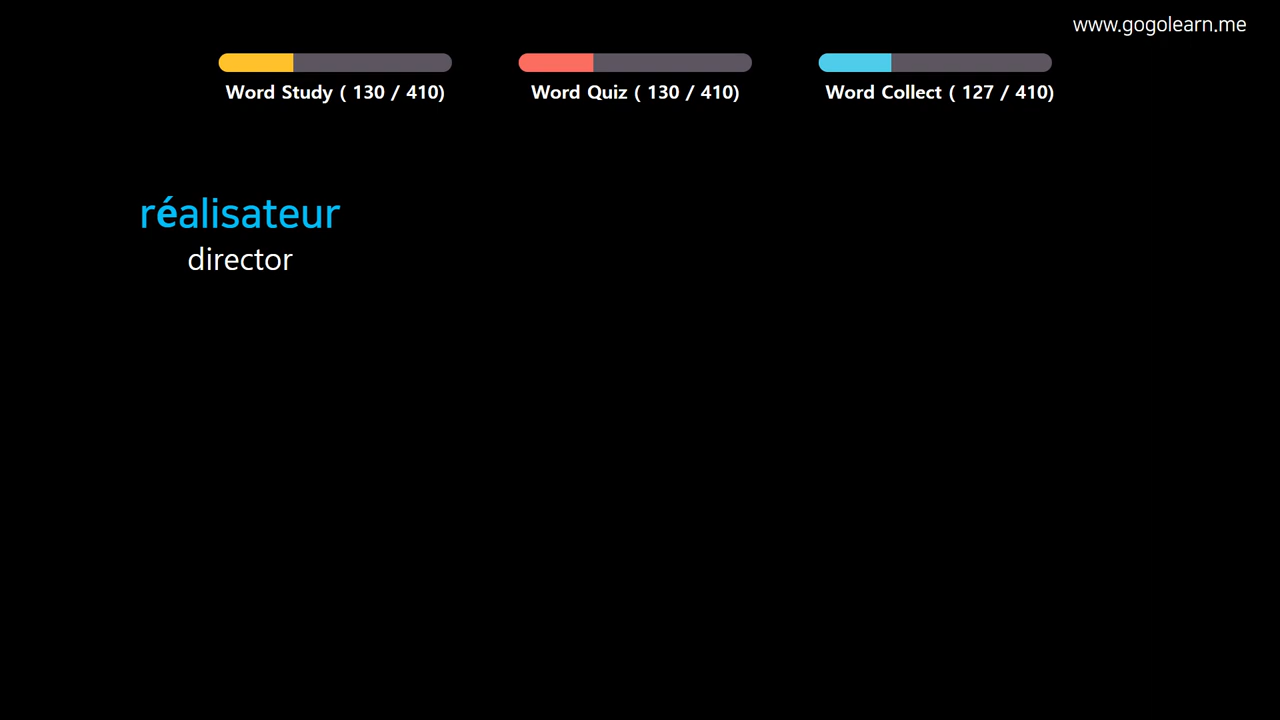 www.gogolearn.me
Word Study ( 130 / 410)
Word Quiz ( 130 / 410)
Word Collect ( 127 / 410)
réalisateur
director